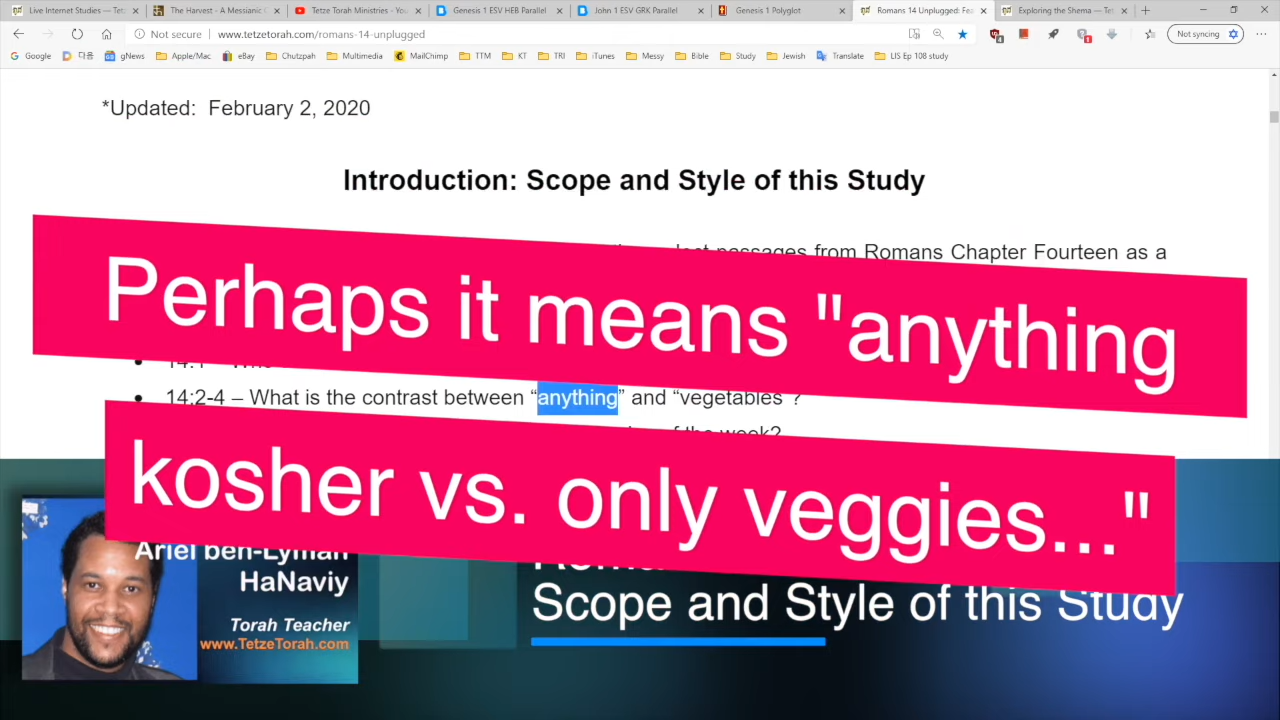 Live Internet Studies — Tet
The Harvest - A Messianic C
Tetze Torah Ministries - You
Genesis 1 ESV HEB Parallel
John 1 ESV GRK Parallel
Genesis 1 Polyglot
Romans 14 Unplugged: Fea
Exploring the Shema — Tet
Not secure
www.tetzetorah.com/romans-14-unplugged
Not syncing
Google
다음
gNews
Apple/Mac
eBay
Chutzpah
Multimedia
MailChimp
TTM
KT
TRI
iTunes
Messy
Bible
Study
Jewish
Translate
LIS Ep 108 study
*Updated: February 2, 2020
Introduction: Scope and Style of this Study
passages from Romans Chapter Fourteen as a
Perhaps it means "anything
14:2-4 – What is the contrast between “anything” and “vegetables”?
of the week?
kosher vs. only veggies..."
Ariel ben-Lyman
HaNaviy
Torah Teacher
www.TetzeTorah.com
Scope and Style of this Study